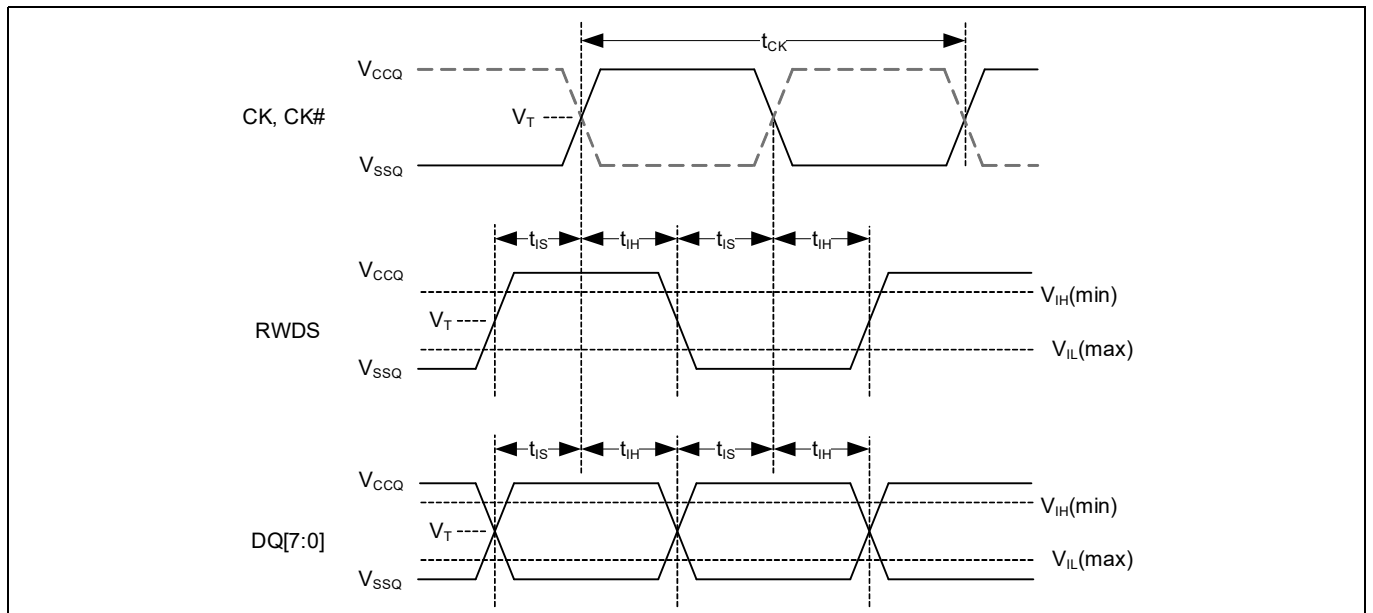 tCK
VCCQ
CK, CK#
VT
VSSQ
tIS tIH tIS tIH
VCCQ
VIH(min)
VT
RWDS
VIL(max)
VSSQ
tIS tIH tIS tIH
VCCQ
VIH(min)
VT
DQ[7:0]
VIL(max)
VSSQ